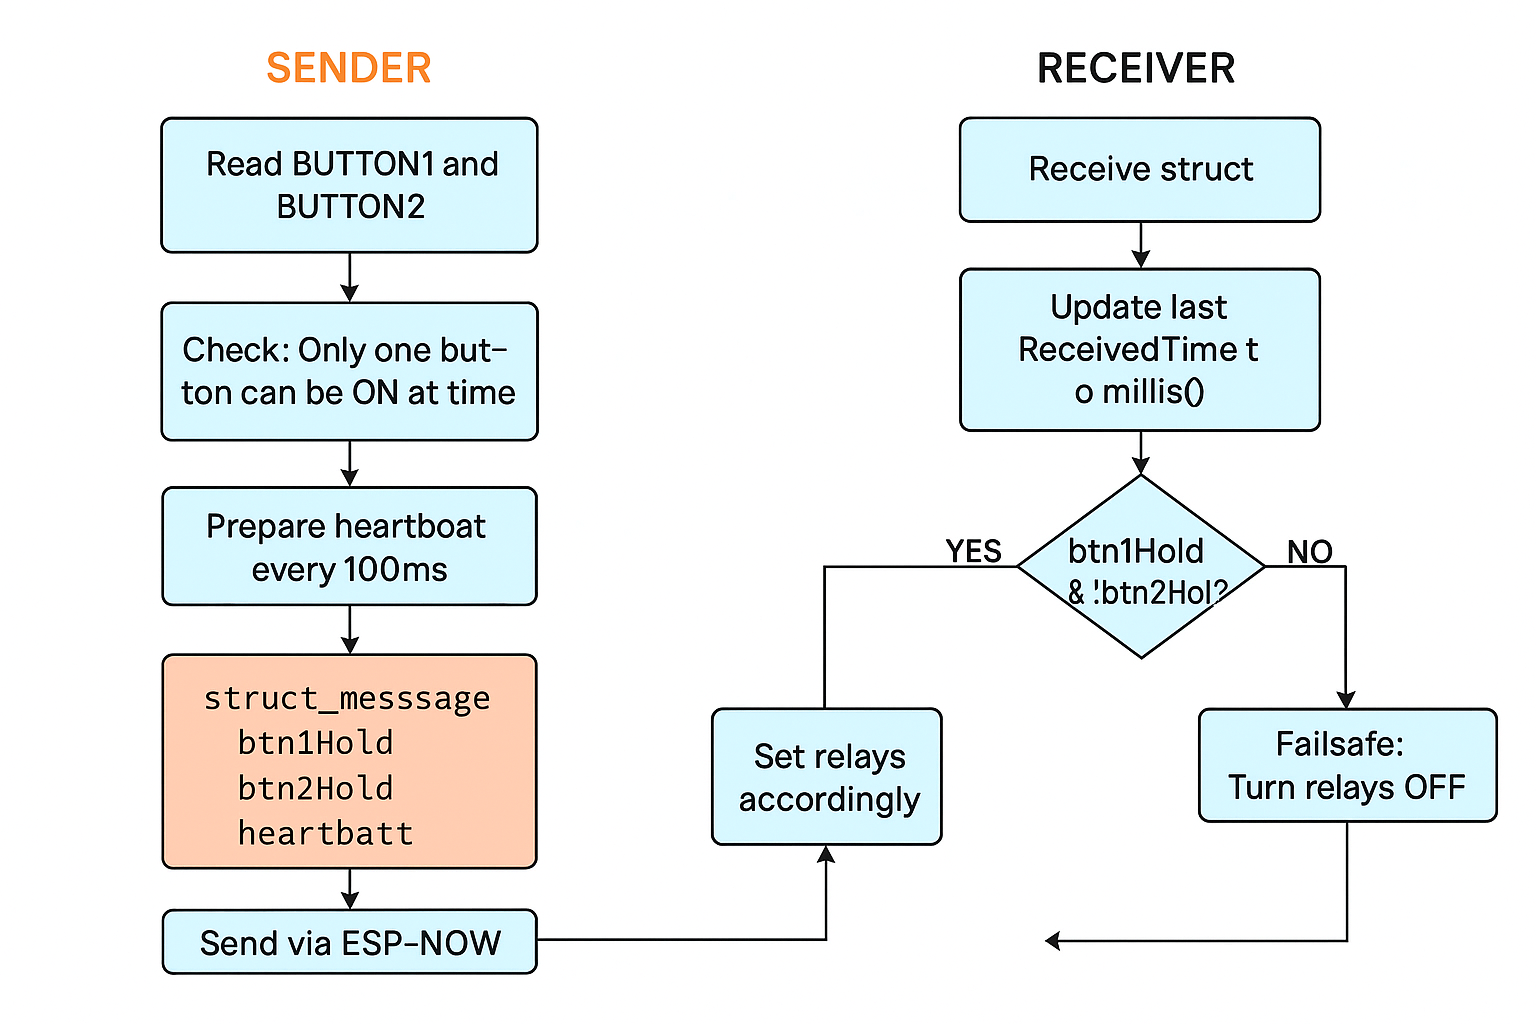 SENDER
Read BUTTON1 and
BUTTON2
Check: Only one but-
ton can be ON at time
Prepare heartboat
every 100ms
struct_messsage
btn1Hold
btn2Hold
heartbatt
Send via ESP-NOW
RECEIVER
Receive struct
Update last
ReceivedTime t
o millis()
btn1Hold
& !btn2Hol?
YES
NO
Set relays
accordingly
Failsafe:
Turn relays OFF